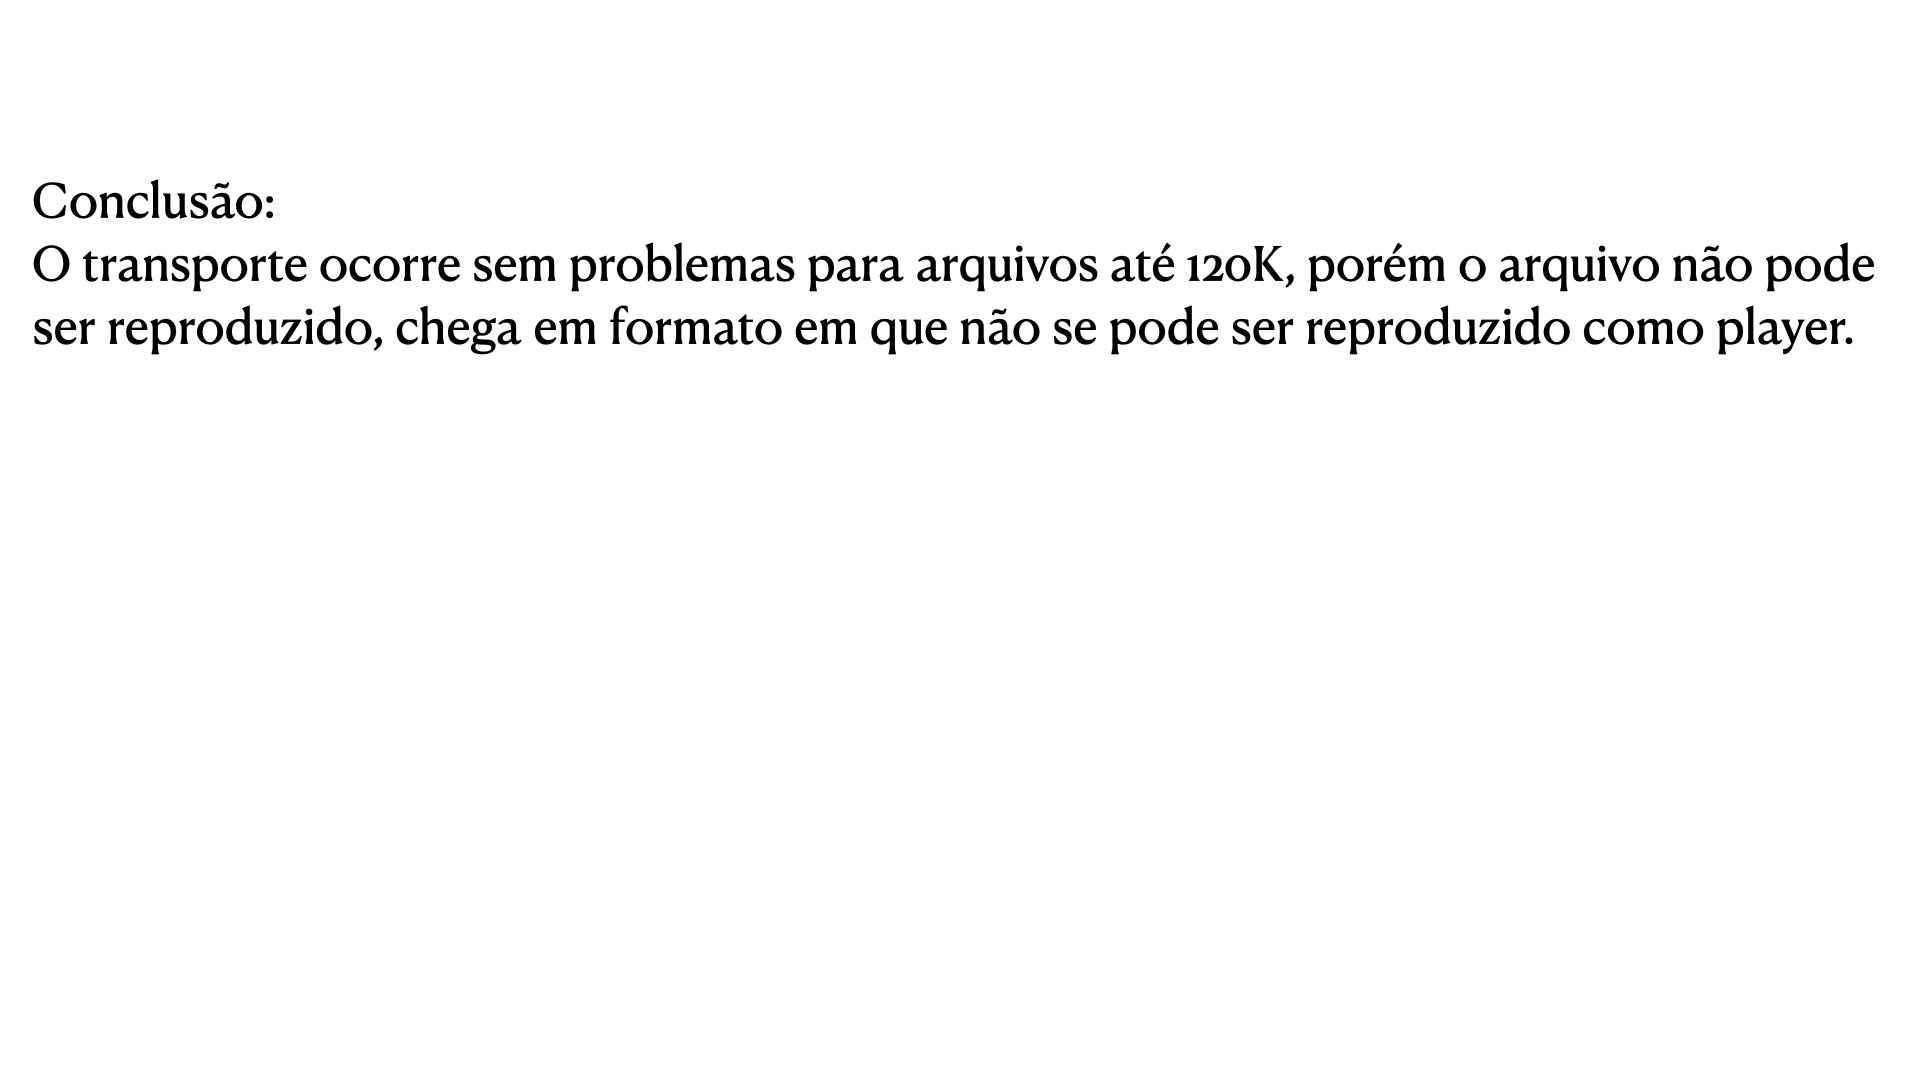 Conclusão:
O transporte ocorre sem problemas para arquivos até 120K, porém o arquivo não pode
ser reproduzido, chega em formato em que não se pode ser reproduzido como player.